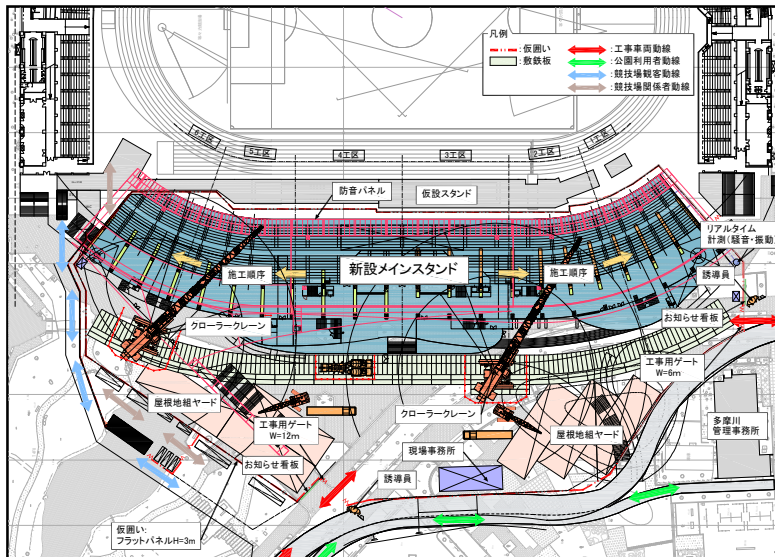 凡例
:仮囲い
:敷鉄板
:工事車両動線
:公園利用者動線
:競技場観客動線
:競技場関係者動線
6工区
5工区
4工区
3工区
2工区
1工区
防音パネル
仮設スタンド
リアルタイム
計測(騒音・振動)
施工順序
新設メインスタンド
施工順序
誘導員
クローラークレーン
お知らせ看板
工事用ゲート
W=6m
屋根地組ヤード
クローラークレーン
工事用ゲート
W=12m
屋根地組ヤード
多摩川
管理事務所
現場事務所
お知らせ看板
誘導員
仮囲い:
フラットパネルH=3m